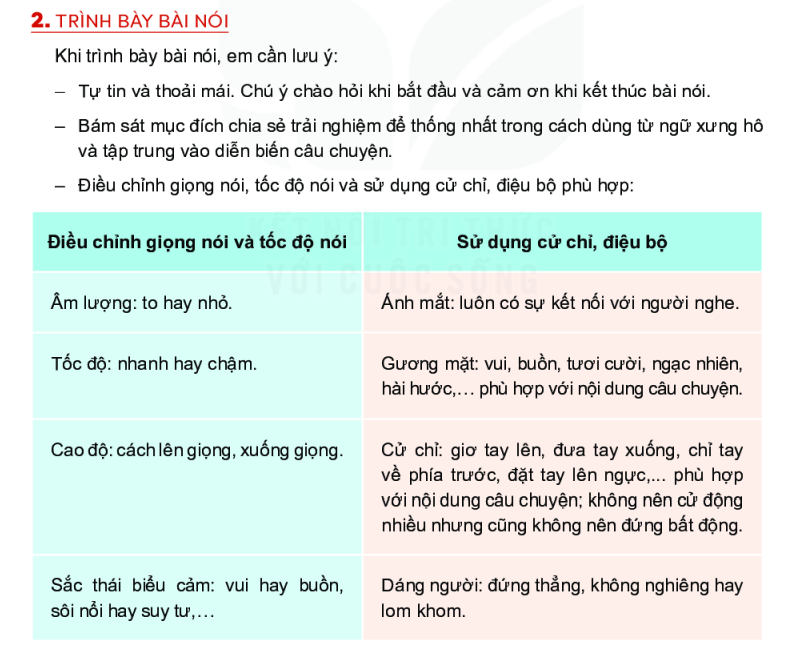 2. TRÌNH BÀY BÀI NÓI
Khi trình bày bài nói, em cần lưu ý:
– Tự tin và thoải mái. Chú ý chào hỏi khi bắt đầu và cảm ơn khi kết thúc bài nói.
– Bám sát mục đích chia sẻ trải nghiệm để thống nhất trong cách dùng từ ngữ xưng hô
và tập trung vào diễn biến câu chuyện.
– Điều chỉnh giọng nói, tốc độ nói và sử dụng cử chỉ, điệu bộ phù hợp:
KẾT NỐI TRI THỨC
VỚI CUỘC SỐNG
Điều chỉnh giọng nói và tốc độ nói
Sử dụng cử chỉ, điệu bộ
Âm lượng: to hay nhỏ.
Ánh mắt: luôn có sự kết nối với người nghe.
Tốc độ: nhanh hay chậm.
Gương mặt: vui, buồn, tươi cười, ngạc nhiên,
hài hước,... phù hợp với nội dung câu chuyện.
Cao độ: cách lên giọng, xuống giọng.
Cử chỉ: giơ tay lên, đưa tay xuống, chỉ tay
về phía trước, đặt tay lên ngực,... phù hợp
với nội dung câu chuyện; không nên cử động
nhiều nhưng cũng không nên đứng bất động.
Sắc thái biểu cảm: vui hay buồn,
sôi nổi hay suy tư,...
Dáng người: đứng thẳng, không nghiêng hay
lom khom.